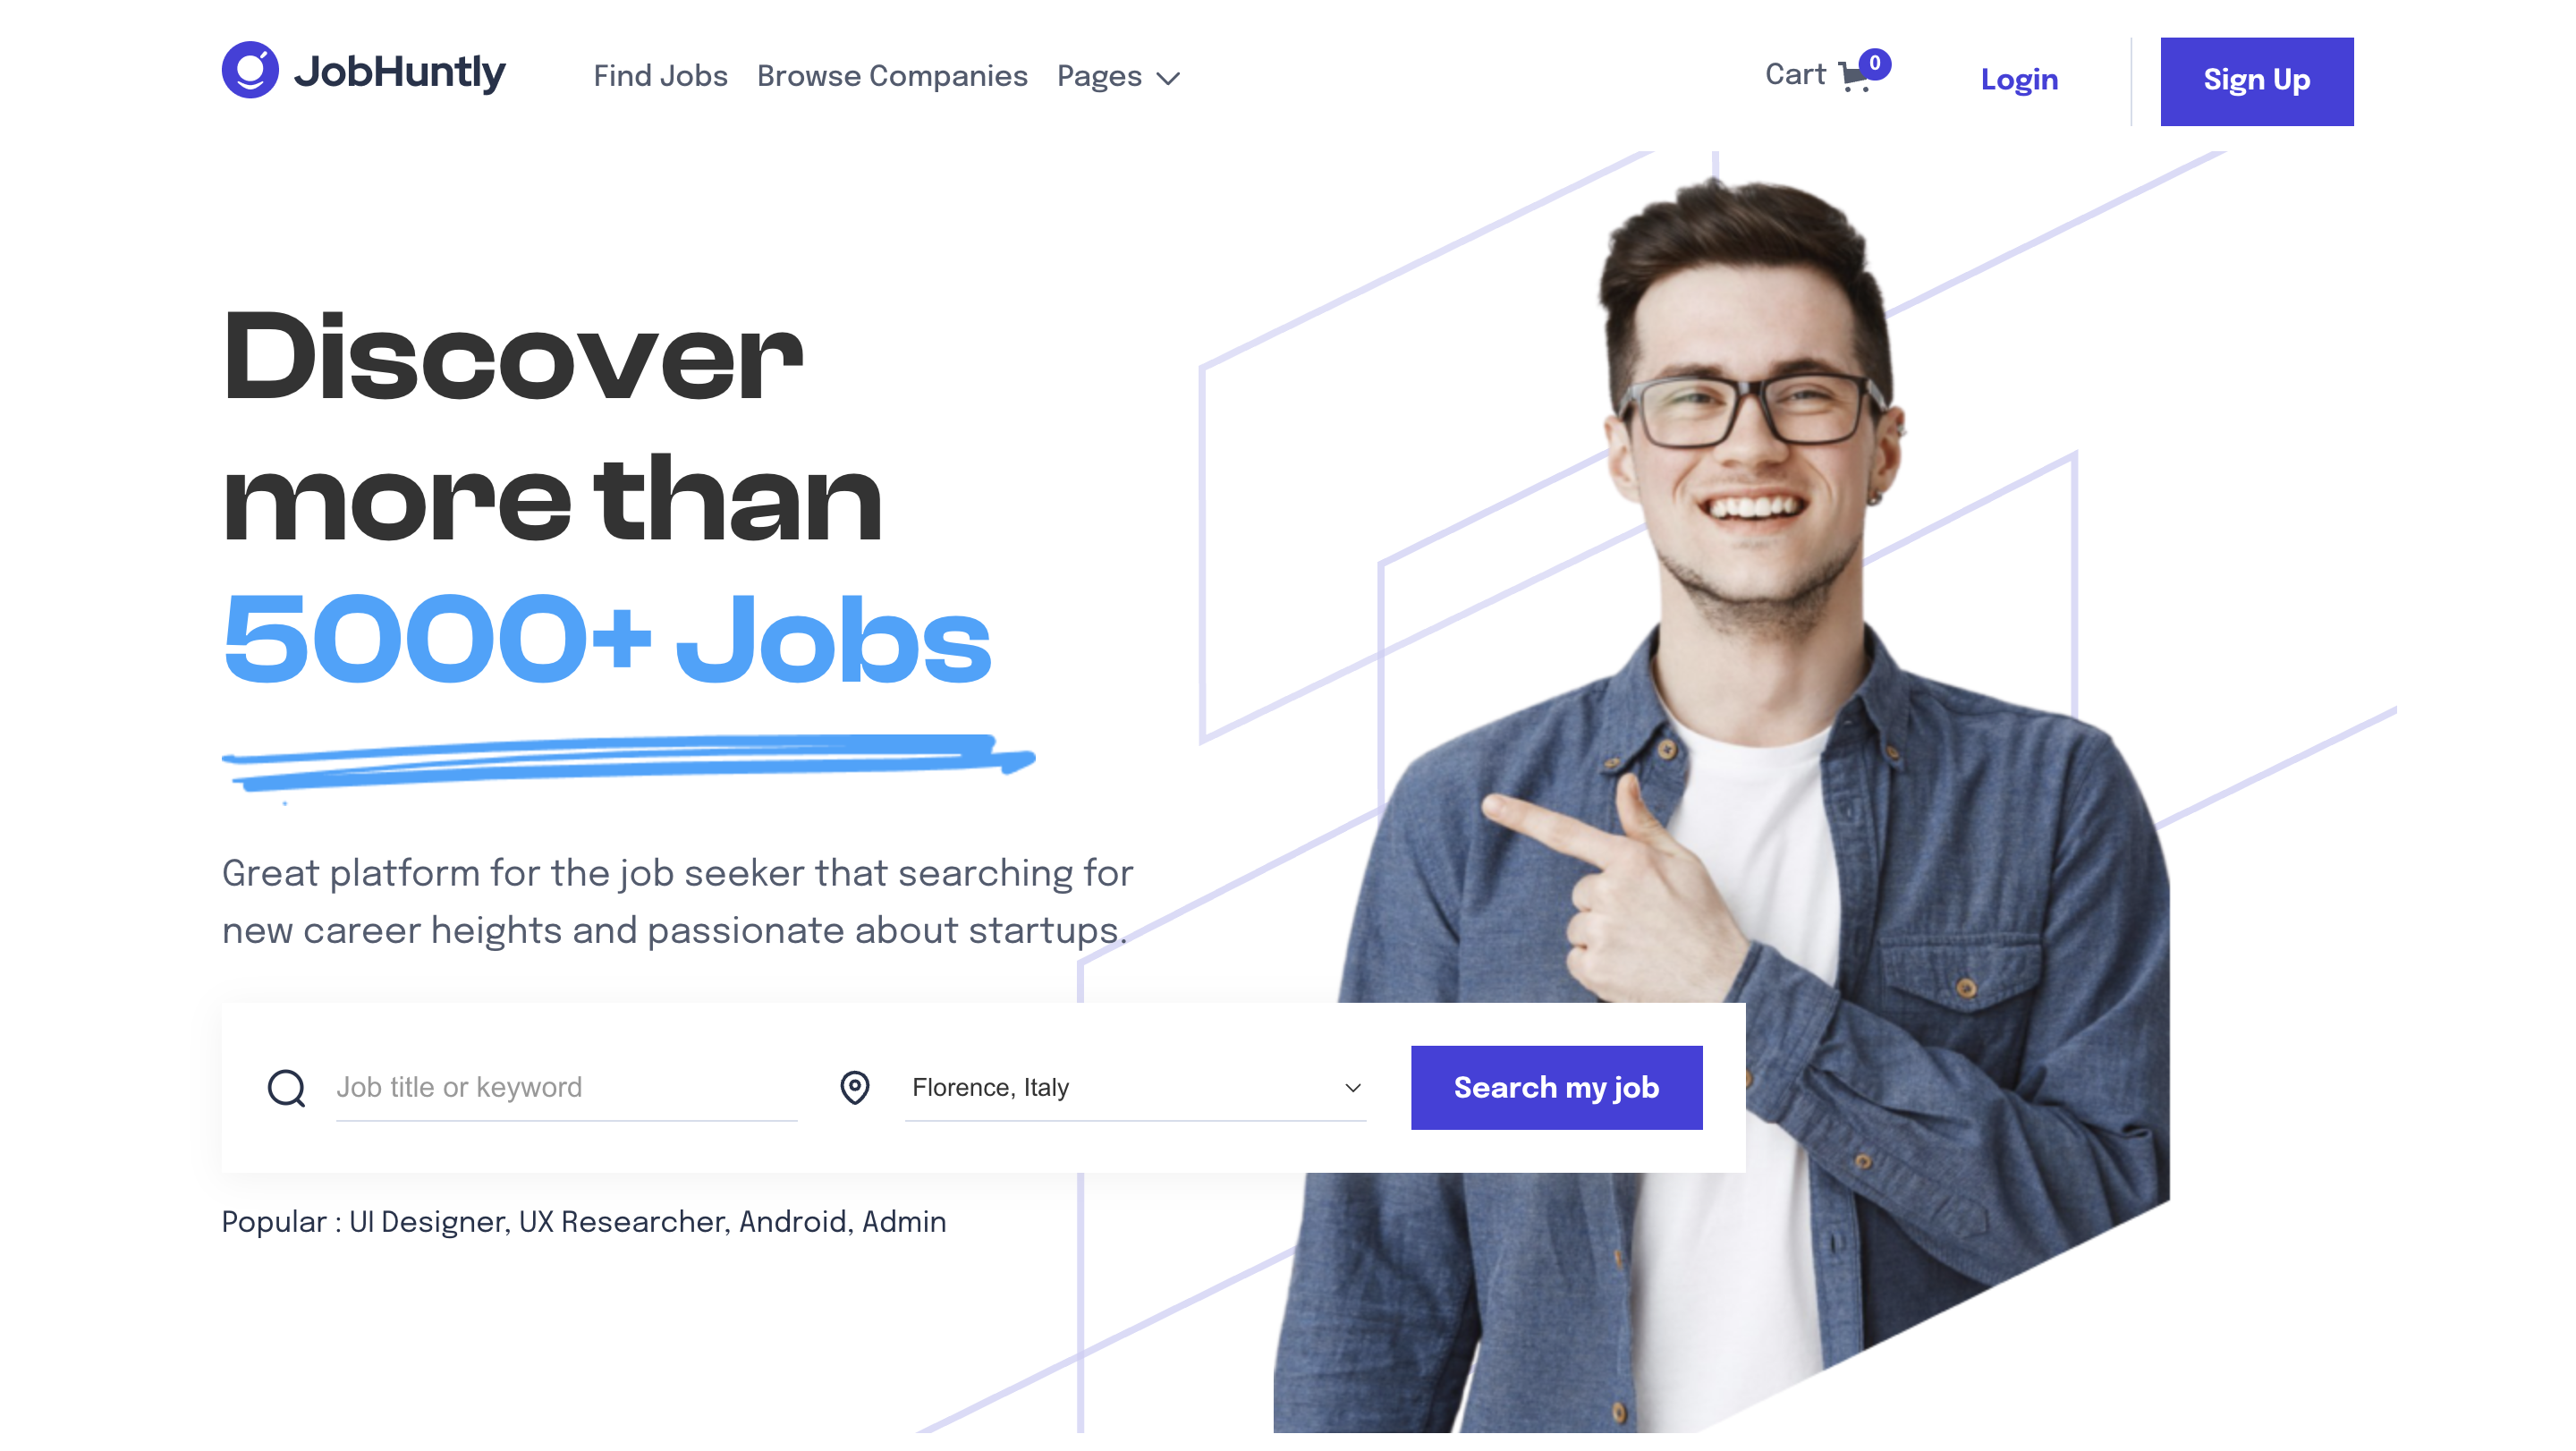 JobHuntly
Find Jobs
Browse Companies
Pages
Cart
0
Login
Sign Up
Discover
more than
5000+ Jobs
Great platform for the job seeker that searching for
new career heights and passionate about startups.
Job title or keyword
Florence, Italy
Search my job
Popular : UI Designer, UX Researcher, Android, Admin